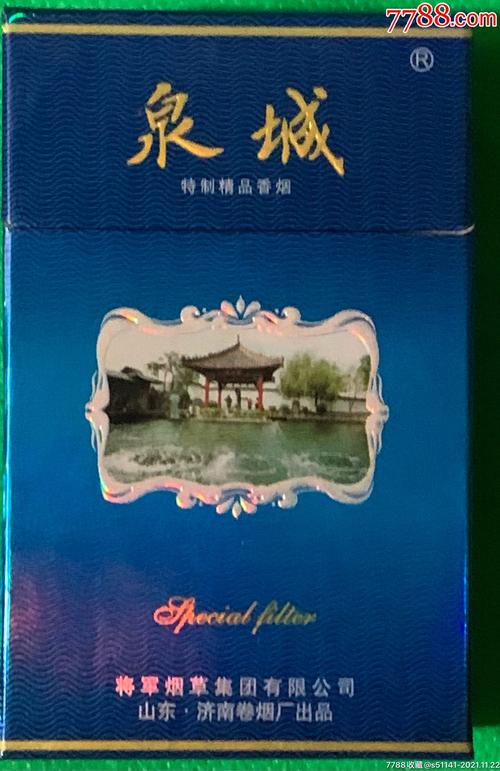 7788.com
®
泉城
特制精品香烟
Special filter
将军烟草集团有限公司
山东·济南卷烟厂出品
7788收藏@s51141-2021.11.22